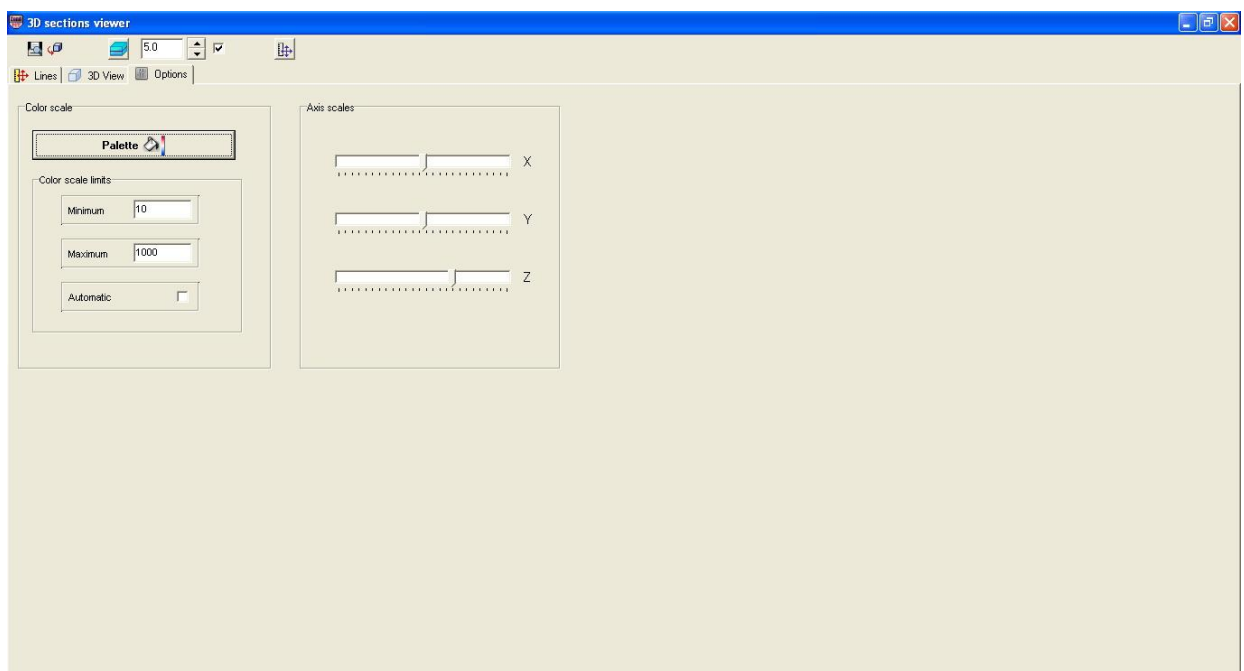 3D sections viewer
5.0
Lines 3D View Options
Color scale
Palette
Color scale limits
Minimum 10
Maximum 1000
Automatic
Axis scales
X
Y
Z